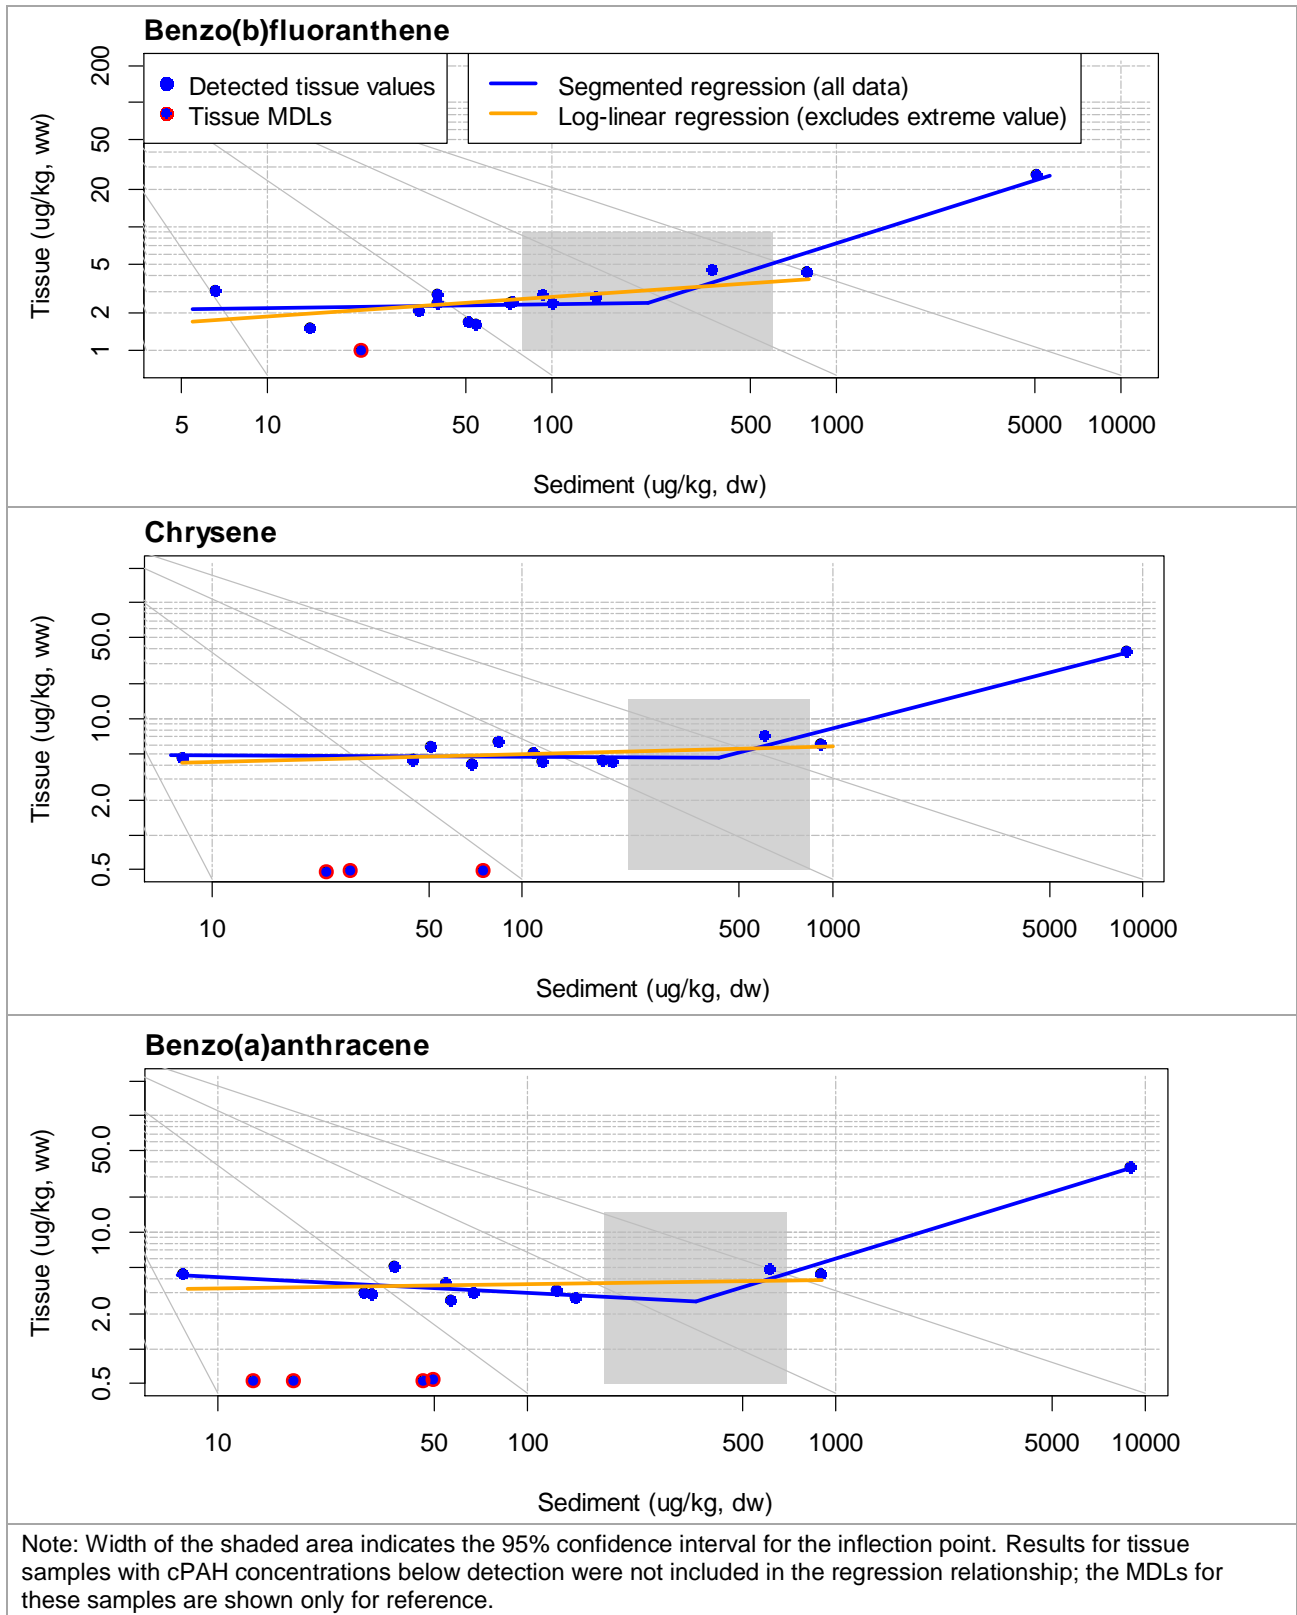 Benzo(b)fluoranthene
Detected tissue values
Tissue MDLs
Segmented regression (all data)
Log-linear regression (excludes extreme value)
Tissue (ug/kg, ww)
200
50
20
5
2
1
5 10 50 100 500 1000 5000 10000
Sediment (ug/kg, dw)
Chrysene
Tissue (ug/kg, ww)
50.0
10.0
2.0
0.5
10 50 100 500 1000 5000 10000
Sediment (ug/kg, dw)
Benzo(a)anthracene
Tissue (ug/kg, ww)
50.0
10.0
2.0
0.5
10 50 100 500 1000 5000 10000
Sediment (ug/kg, dw)
Note: Width of the shaded area indicates the 95% confidence interval for the inflection point. Results for tissue
samples with cPAH concentrations below detection were not included in the regression relationship; the MDLs for
these samples are shown only for reference.